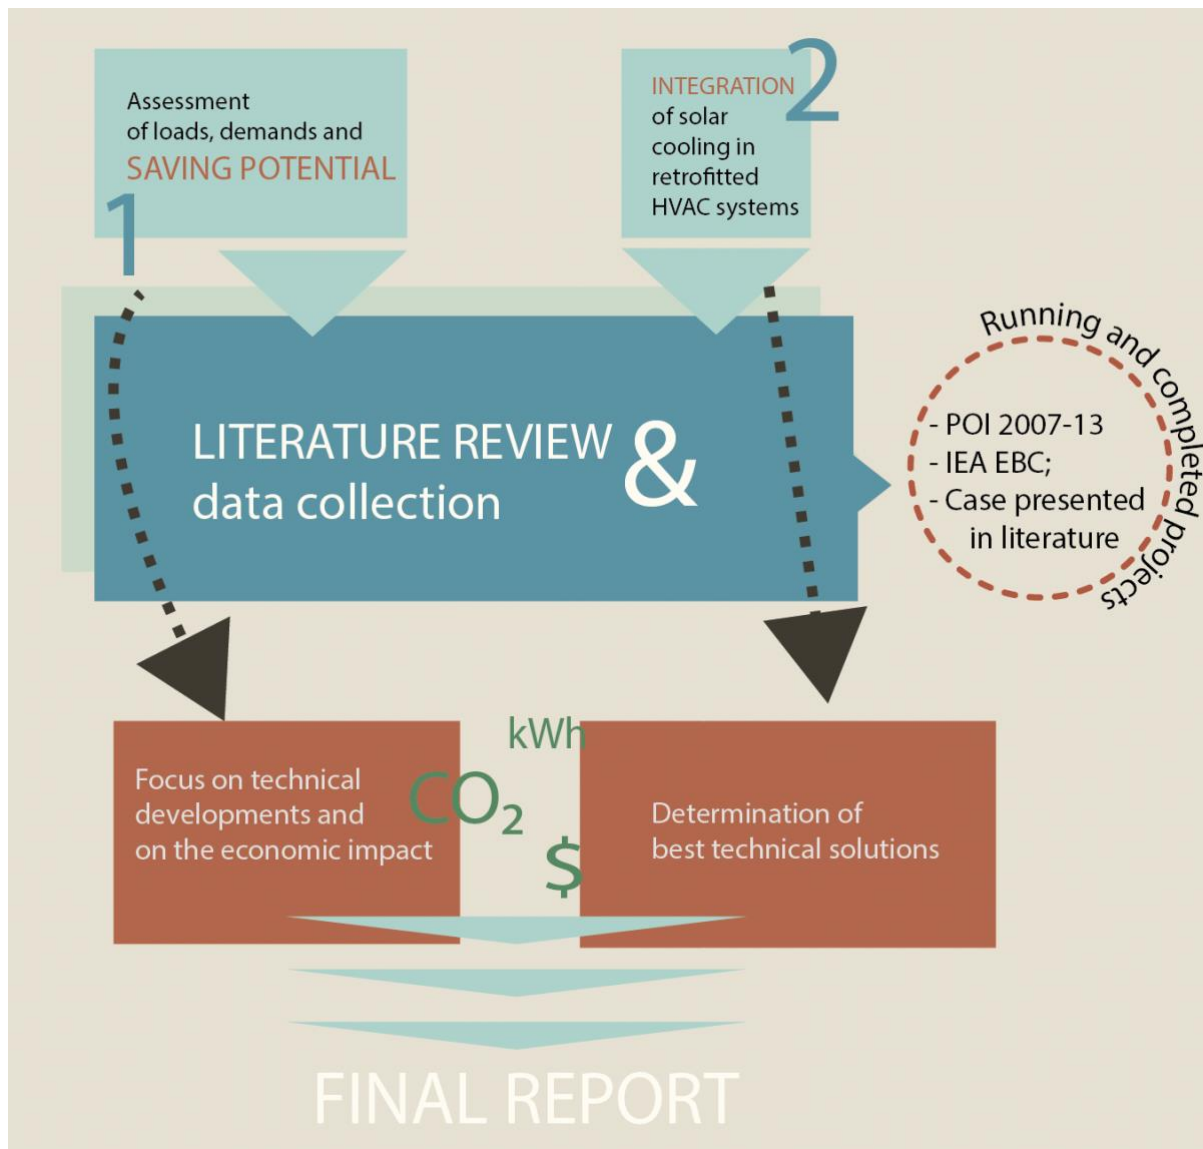 1
Assessment
of loads, demands and
SAVING POTENTIAL
2
INTEGRATION
of solar
cooling in
retrofitted
HVAC systems
LITERATURE REVIEW
data collection
&
Running and completed projects
- POI 2007-13
- IEA EBC;
- Case presented
in literature
Focus on technical
developments and
on the economic impact
kWh
CO₂
$
Determination of
best technical solutions
FINAL REPORT